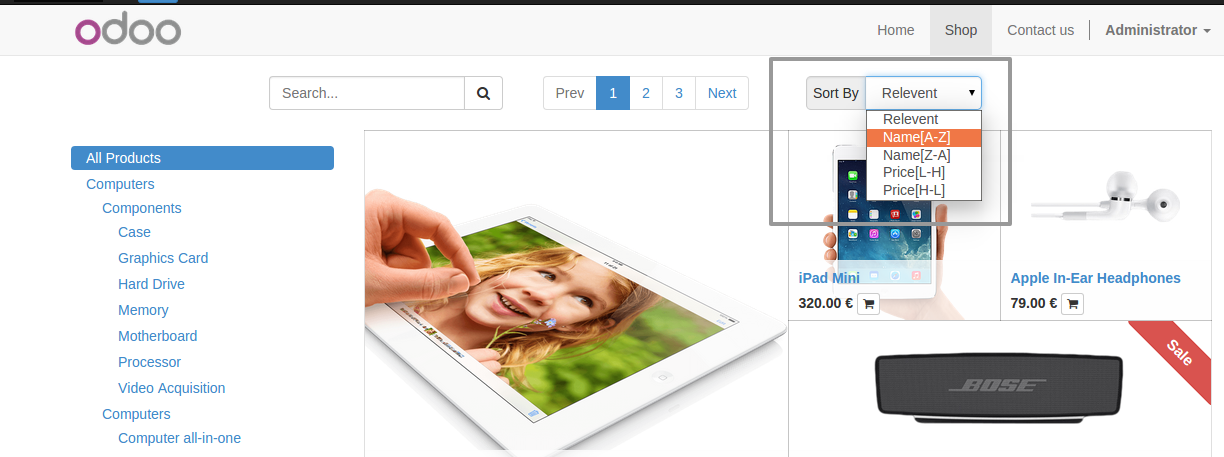 odoo
Home Shop Contact us Administrator
Search... Prev 1 2 3 Next Sort By Relevent
Relevent
Name[A-Z]
Name[Z-A]
Price[L-H]
Price[H-L]
All Products
Computers
Components
Case
Graphics Card
Hard Drive
Memory
Motherboard
Processor
Video Acquisition
Computers
Computer all-in-one
iPad Mini
320.00 €
Apple In-Ear Headphones
79.00 €
Sale
BOSE